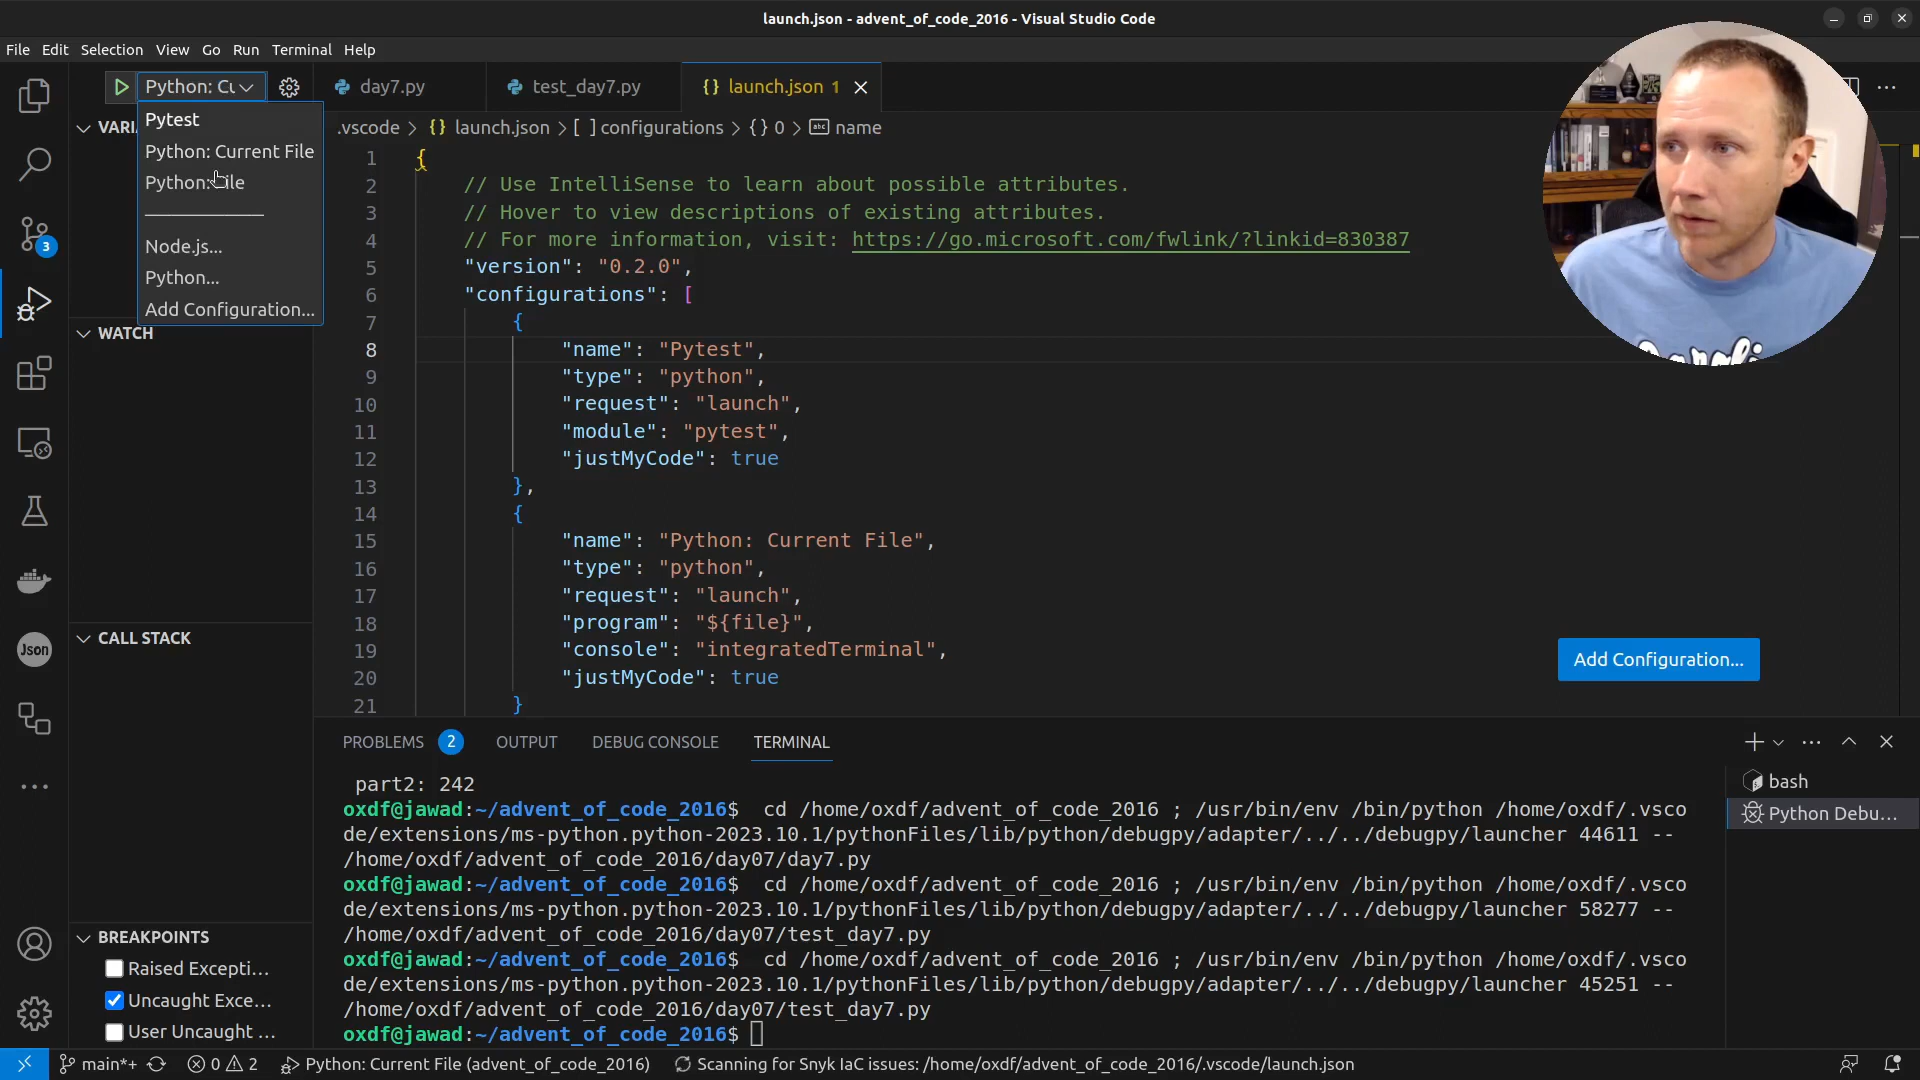 launch.json - advent_of_code_2016 - Visual Studio Code
File Edit Selection View Go Run Terminal Help
Python: Cu
day7.py
test_day7.py
launch.json 1
.vscode > {} launch.json > [ ] configurations > {} 0 > name
Pytest
Python: Current File
Python: File
Node.js...
Python...
Add Configuration...
VARI
WATCH
CALL STACK
BREAKPOINTS
Raised Excepti...
Uncaught Exce...
User Uncaught ...
3
Json
1 {
2 // Use IntelliSense to learn about possible attributes.
3 // Hover to view descriptions of existing attributes.
4 // For more information, visit: https://go.microsoft.com/fwlink/?linkid=830387
5 "version": "0.2.0",
6 "configurations": [
7 {
8 "name": "Pytest",
9 "type": "python",
10 "request": "launch",
11 "module": "pytest",
12 "justMyCode": true
13 },
14 {
15 "name": "Python: Current File",
16 "type": "python",
17 "request": "launch",
18 "program": "${file}",
19 "console": "integratedTerminal",
20 "justMyCode": true
21 }
Add Configuration...
PROBLEMS 2 OUTPUT DEBUG CONSOLE TERMINAL
part2: 242
oxdf@jawad:~/advent_of_code_2016$ cd /home/oxdf/advent_of_code_2016 ; /usr/bin/env /bin/python /home/oxdf/.vsco
de/extensions/ms-python.python-2023.10.1/pythonFiles/lib/python/debugpy/adapter/../../debugpy/launcher 44611 --
/home/oxdf/advent_of_code_2016/day07/day7.py
oxdf@jawad:~/advent_of_code_2016$ cd /home/oxdf/advent_of_code_2016 ; /usr/bin/env /bin/python /home/oxdf/.vsco
de/extensions/ms-python.python-2023.10.1/pythonFiles/lib/python/debugpy/adapter/../../debugpy/launcher 58277 --
/home/oxdf/advent_of_code_2016/day07/test_day7.py
oxdf@jawad:~/advent_of_code_2016$ cd /home/oxdf/advent_of_code_2016 ; /usr/bin/env /bin/python /home/oxdf/.vsco
de/extensions/ms-python.python-2023.10.1/pythonFiles/lib/python/debugpy/adapter/../../debugpy/launcher 45251 --
/home/oxdf/advent_of_code_2016/day07/test_day7.py
oxdf@jawad:~/advent_of_code_2016$
bash
Python Debu...
main*+ 0 2 Python: Current File (advent_of_code_2016) Scanning for Snyk IaC issues: /home/oxdf/advent_of_code_2016/.vscode/launch.json